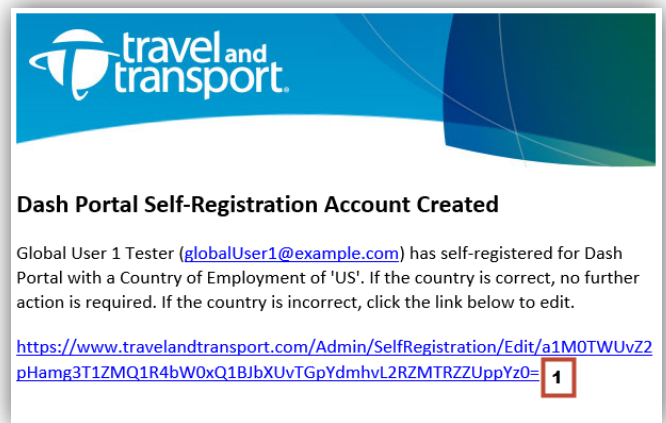 travel and
transport.
Dash Portal Self-Registration Account Created
Global User 1 Tester (globalUser1@example.com) has self-registered for Dash
Portal with a Country of Employment of 'US'. If the country is correct, no further
action is required. If the country is incorrect, click the link below to edit.
https://www.travelandtransport.com/Admin/SelfRegistration/Edit/a1M0TWUvZ2
pHamg3T1ZMQ1R4bW0xQ1BJbXUvTGpYdmhvL2RZMTRZZUppYz0=
1